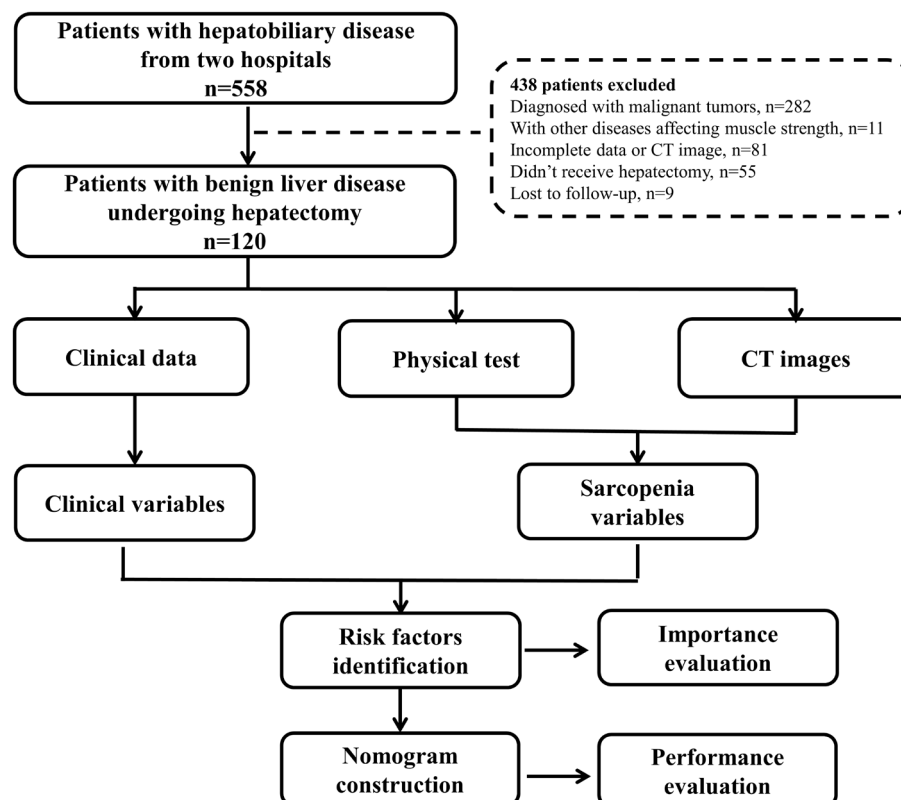 Patients with hepatobiliary disease
from two hospitals
n=558
438 patients excluded
Diagnosed with malignant tumors, n=282
With other diseases affecting muscle strength, n=11
Incomplete data or CT image, n=81
Didn't receive hepatectomy, n=55
Lost to follow-up, n=9
Patients with benign liver disease
undergoing hepatectomy
n=120
Clinical data
Physical test
CT images
Clinical variables
Sarcopenia
variables
Risk factors
identification
Importance
evaluation
Nomogram
construction
Performance
evaluation